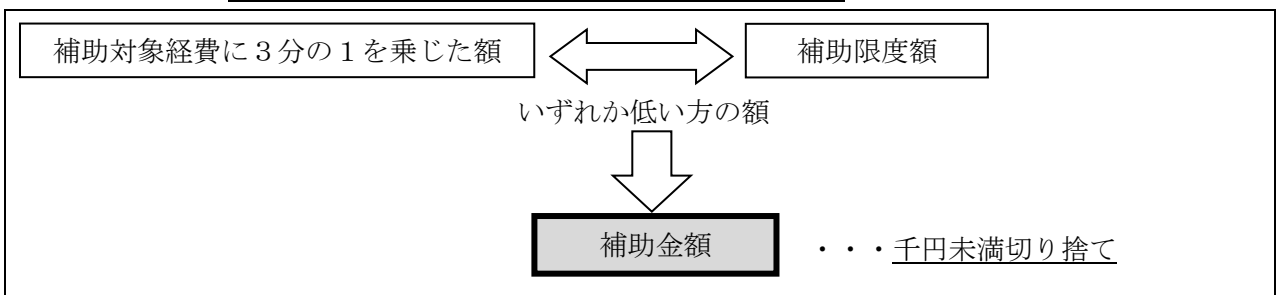 補助対象経費に３分の１を乗じた額
補助限度額
いずれか低い方の額
補助金額
・・・千円未満切り捨て